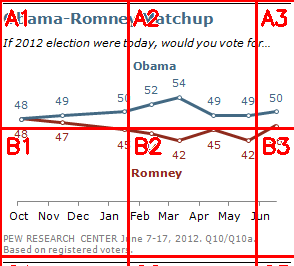 A1 A2 A3
Obama-Romney Matchup
If 2012 election were today, would you vote for...
Obama
48 49 50 52 54 49 49 50
B1 B2 B3
48 47 45 42 45 42
Romney
Oct Nov Dec Jan Feb Mar Apr May Jun
PEW RESEARCH CENTER June 7-17, 2012. Q10/Q10a.
Based on registered voters.